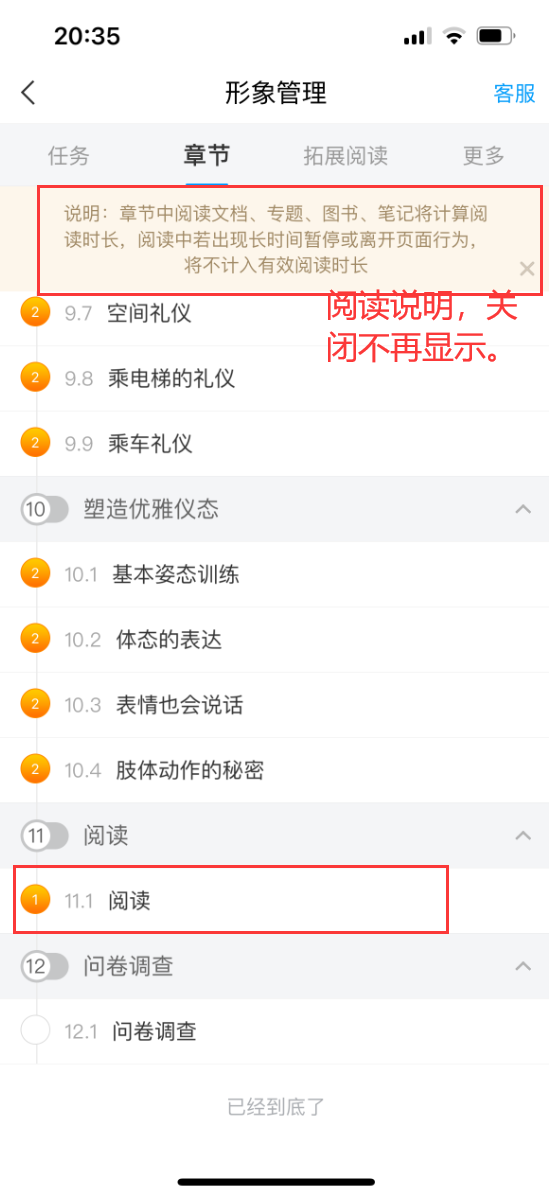 20:35
形象管理
客服
任务
章节
拓展阅读
更多
说明：章节中阅读文档、专题、图书、笔记将计算阅
读时长，阅读中若出现长时间暂停或离开页面行为，
将不计入有效阅读时长
阅读说明，关
闭不再显示。
2 9.7 空间礼仪
2 9.8 乘电梯的礼仪
2 9.9 乘车礼仪
10 塑造优雅仪态
2 10.1 基本姿态训练
2 10.2 体态的表达
2 10.3 表情也会说话
2 10.4 肢体动作的秘密
11 阅读
1 11.1 阅读
12 问卷调查
12.1 问卷调查
已经到底了